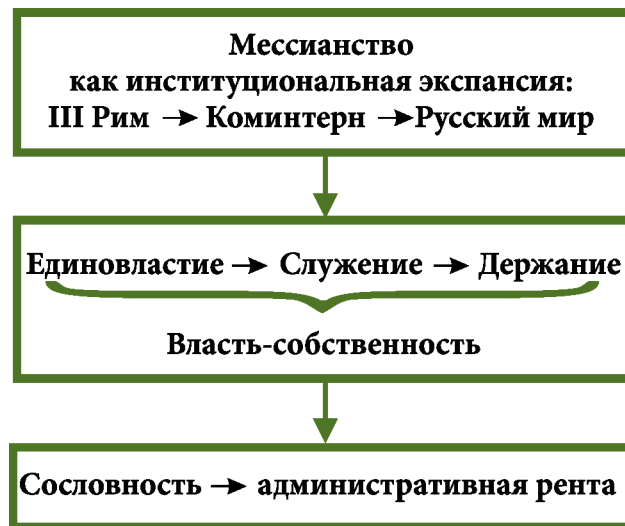 Мессианство
как институциональная экспансия:
III Рим → Коминтерн → Русский мир
Единовластие → Служение → Держание
Власть-собственность
Сословность → административная рента